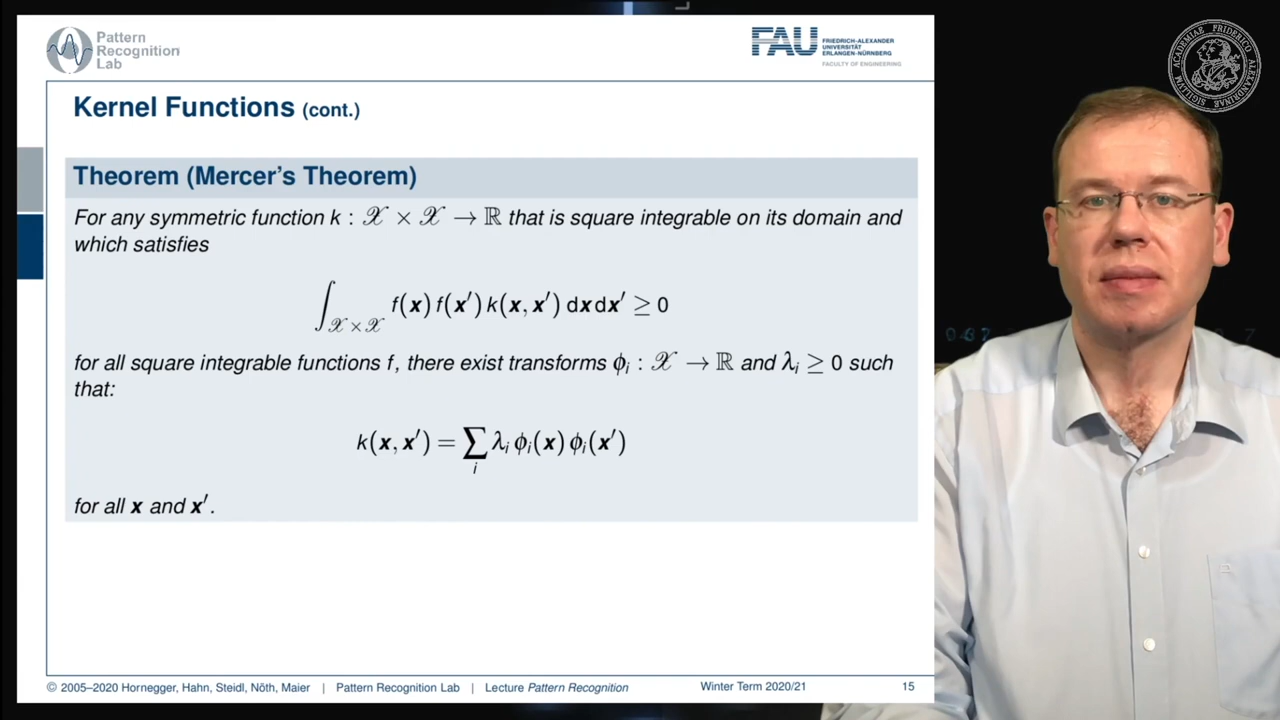 Pattern
Recognition
Lab
FAU
FRIEDRICH-ALEXANDER
UNIVERSITÄT
ERLANGEN-NÜRNBERG
FACULTY OF ENGINEERING
Kernel Functions (cont.)
Theorem (Mercer's Theorem)
For any symmetric function k : 𝒳 × 𝒳 → ℝ that is square integrable on its domain and
which satisfies
∫_{𝒳×𝒳} f(x) f(x′) k(x, x′) dx dx′ ≥ 0
for all square integrable functions f, there exist transforms ϕᵢ : 𝒳 → ℝ and λᵢ ≥ 0 such
that:
k(x, x′) = ∑ᵢ λᵢ ϕᵢ(x) ϕᵢ(x′)
for all x and x′.
© 2005–2020 Hornegger, Hahn, Steidl, Nöth, Maier | Pattern Recognition Lab | Lecture Pattern Recognition Winter Term 2020/21 15